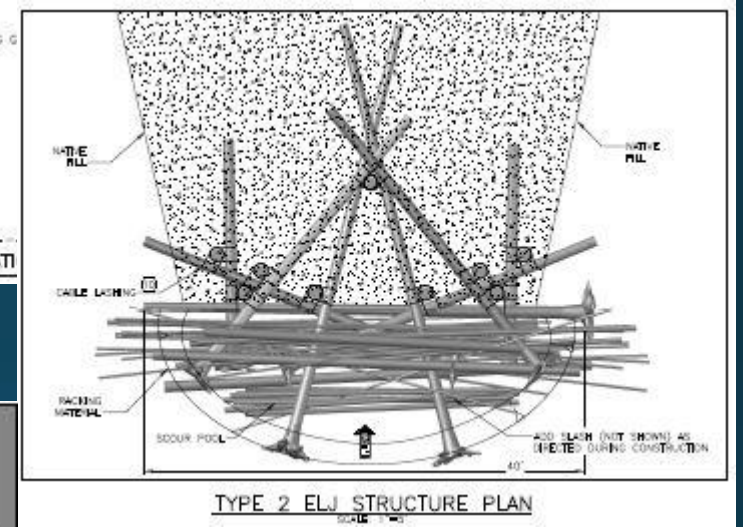 NATIVE
FILL
NATIVE
FILL
CABLE LASHING
10
RACKING
MATERIAL
SCOUR POOL
ADD SLASH (NOT SHOWN) AS
DIRECTED DURING CONSTRUCTION
40'
TYPE 2 ELJ STRUCTURE PLAN